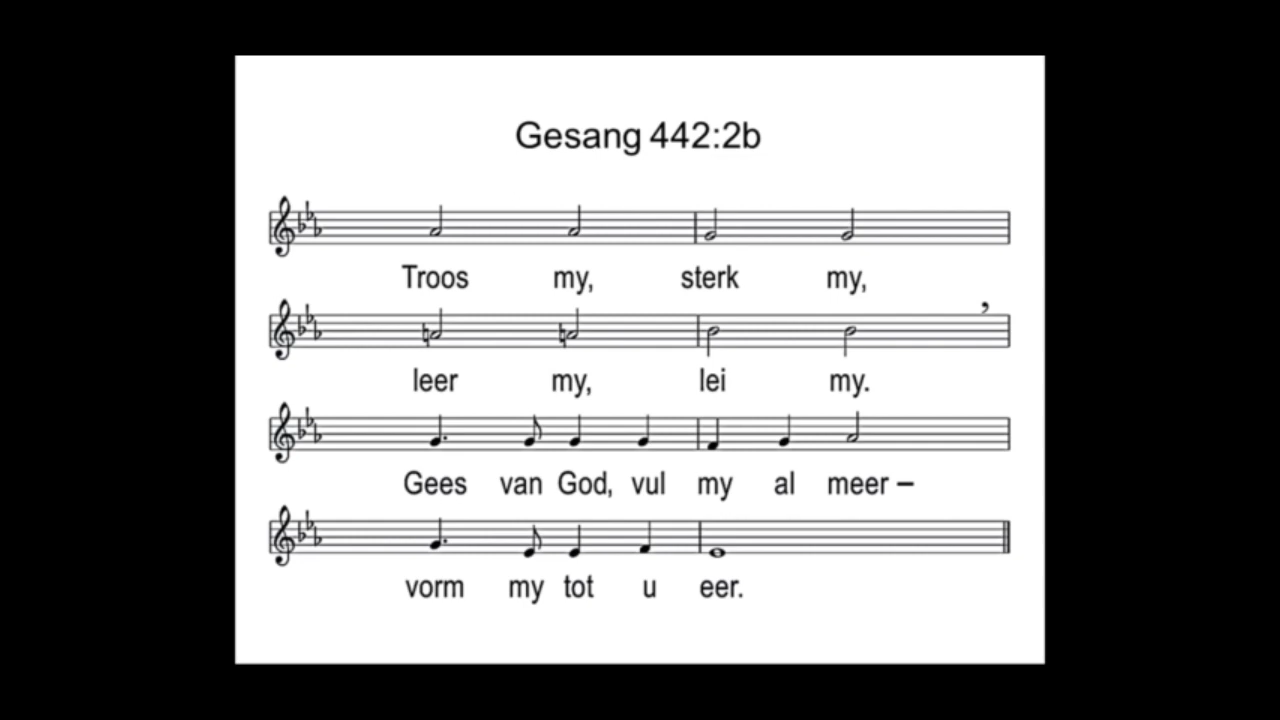 Gesang 442:2b
Troos my, sterk my,
leer my, lei my.
Gees van God, vul my al meer –
vorm my tot u eer.